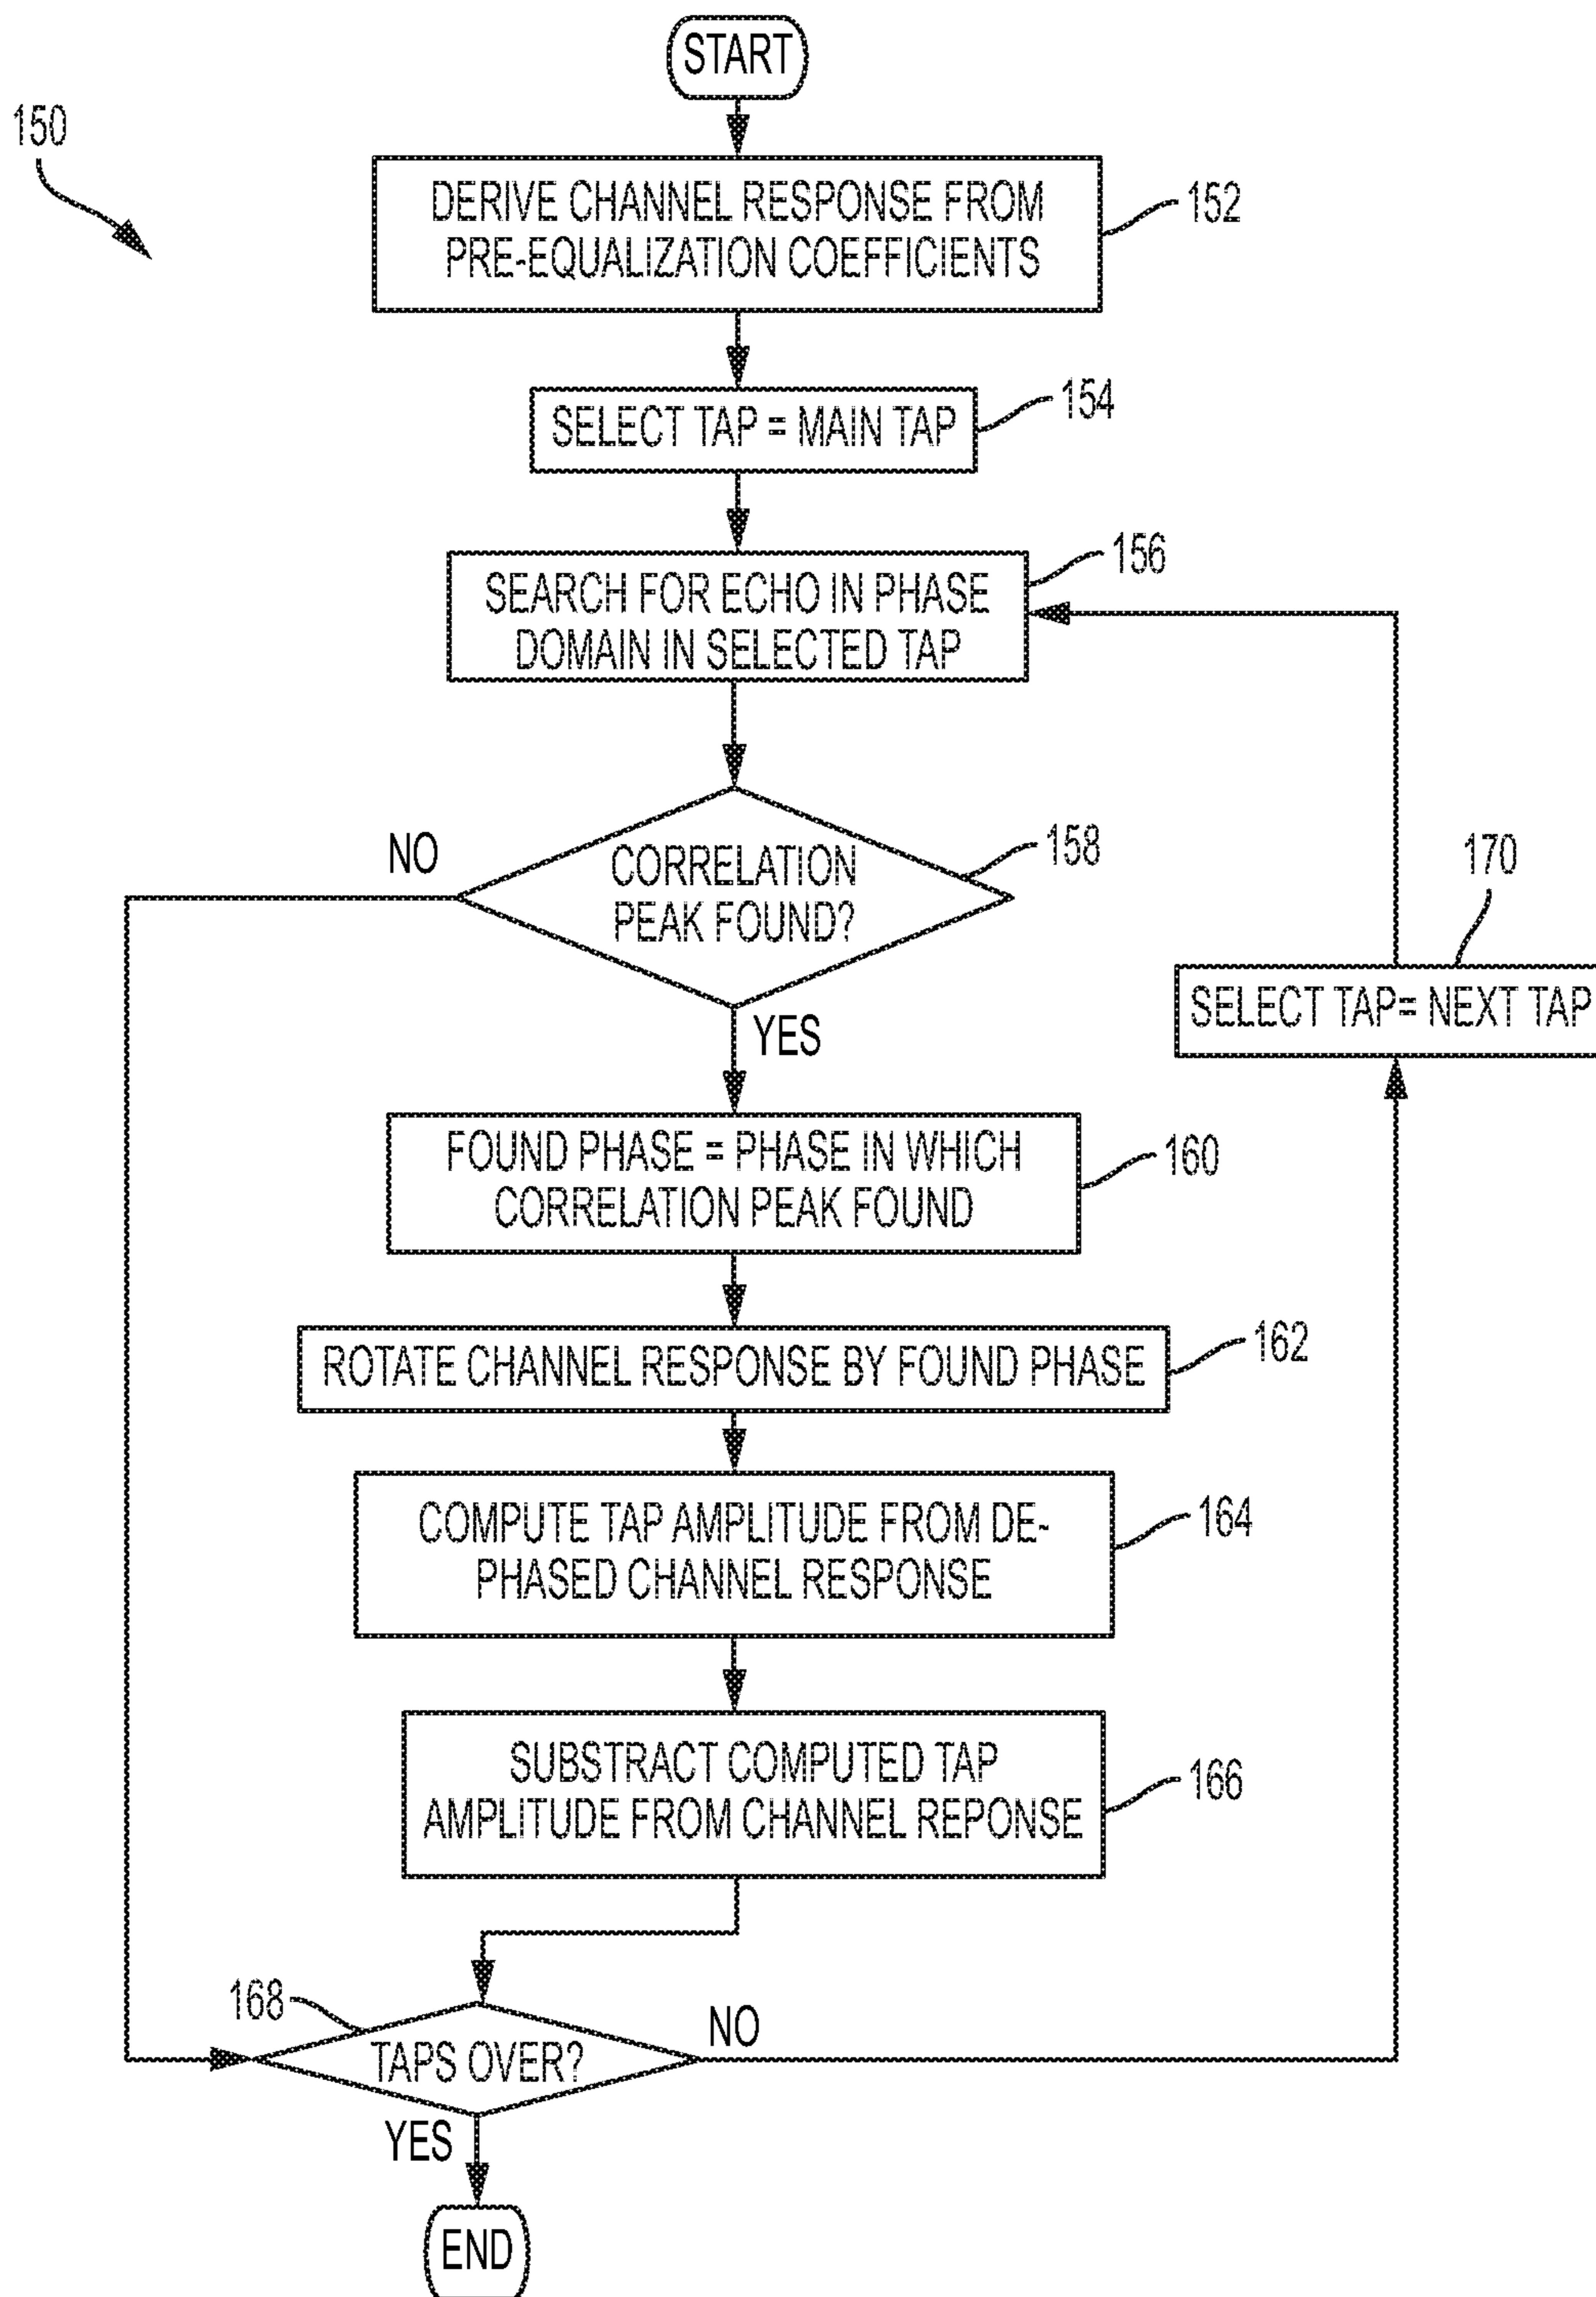 START
150
DERIVE CHANNEL RESPONSE FROM
PRE-EQUALIZATION COEFFICIENTS
152
SELECT TAP = MAIN TAP
154
SEARCH FOR ECHO IN PHASE
DOMAIN IN SELECTED TAP
156
CORRELATION
PEAK FOUND?
158
NO
YES
170
SELECT TAP= NEXT TAP
FOUND PHASE = PHASE IN WHICH
CORRELATION PEAK FOUND
160
ROTATE CHANNEL RESPONSE BY FOUND PHASE
162
COMPUTE TAP AMPLITUDE FROM DE-
PHASED CHANNEL RESPONSE
164
SUBSTRACT COMPUTED TAP
AMPLITUDE FROM CHANNEL REPONSE
166
168
TAPS OVER?
NO
YES
END